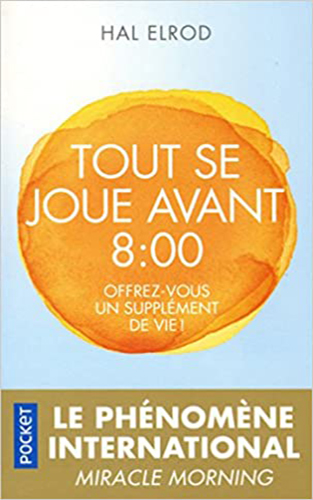 HAL ELROD
TOUT SE
JOUE AVANT
8:00
OFFREZ-VOUS
UN SUPPLÉMENT
DE VIE !
POCKET
LE PHÉNOMÈNE
INTERNATIONAL
MIRACLE MORNING